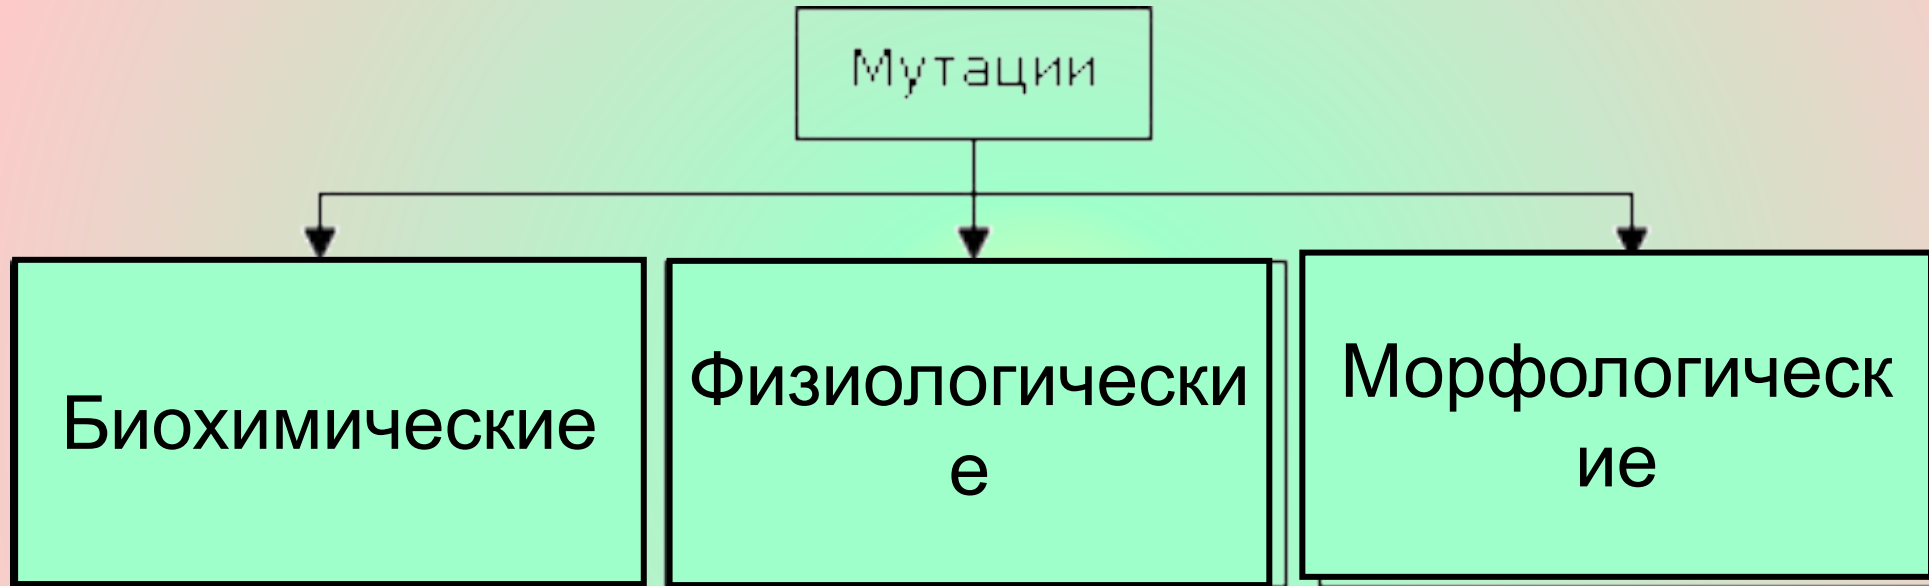 Мутации
Биохимические
Физиологически
е
Морфологическ
ие